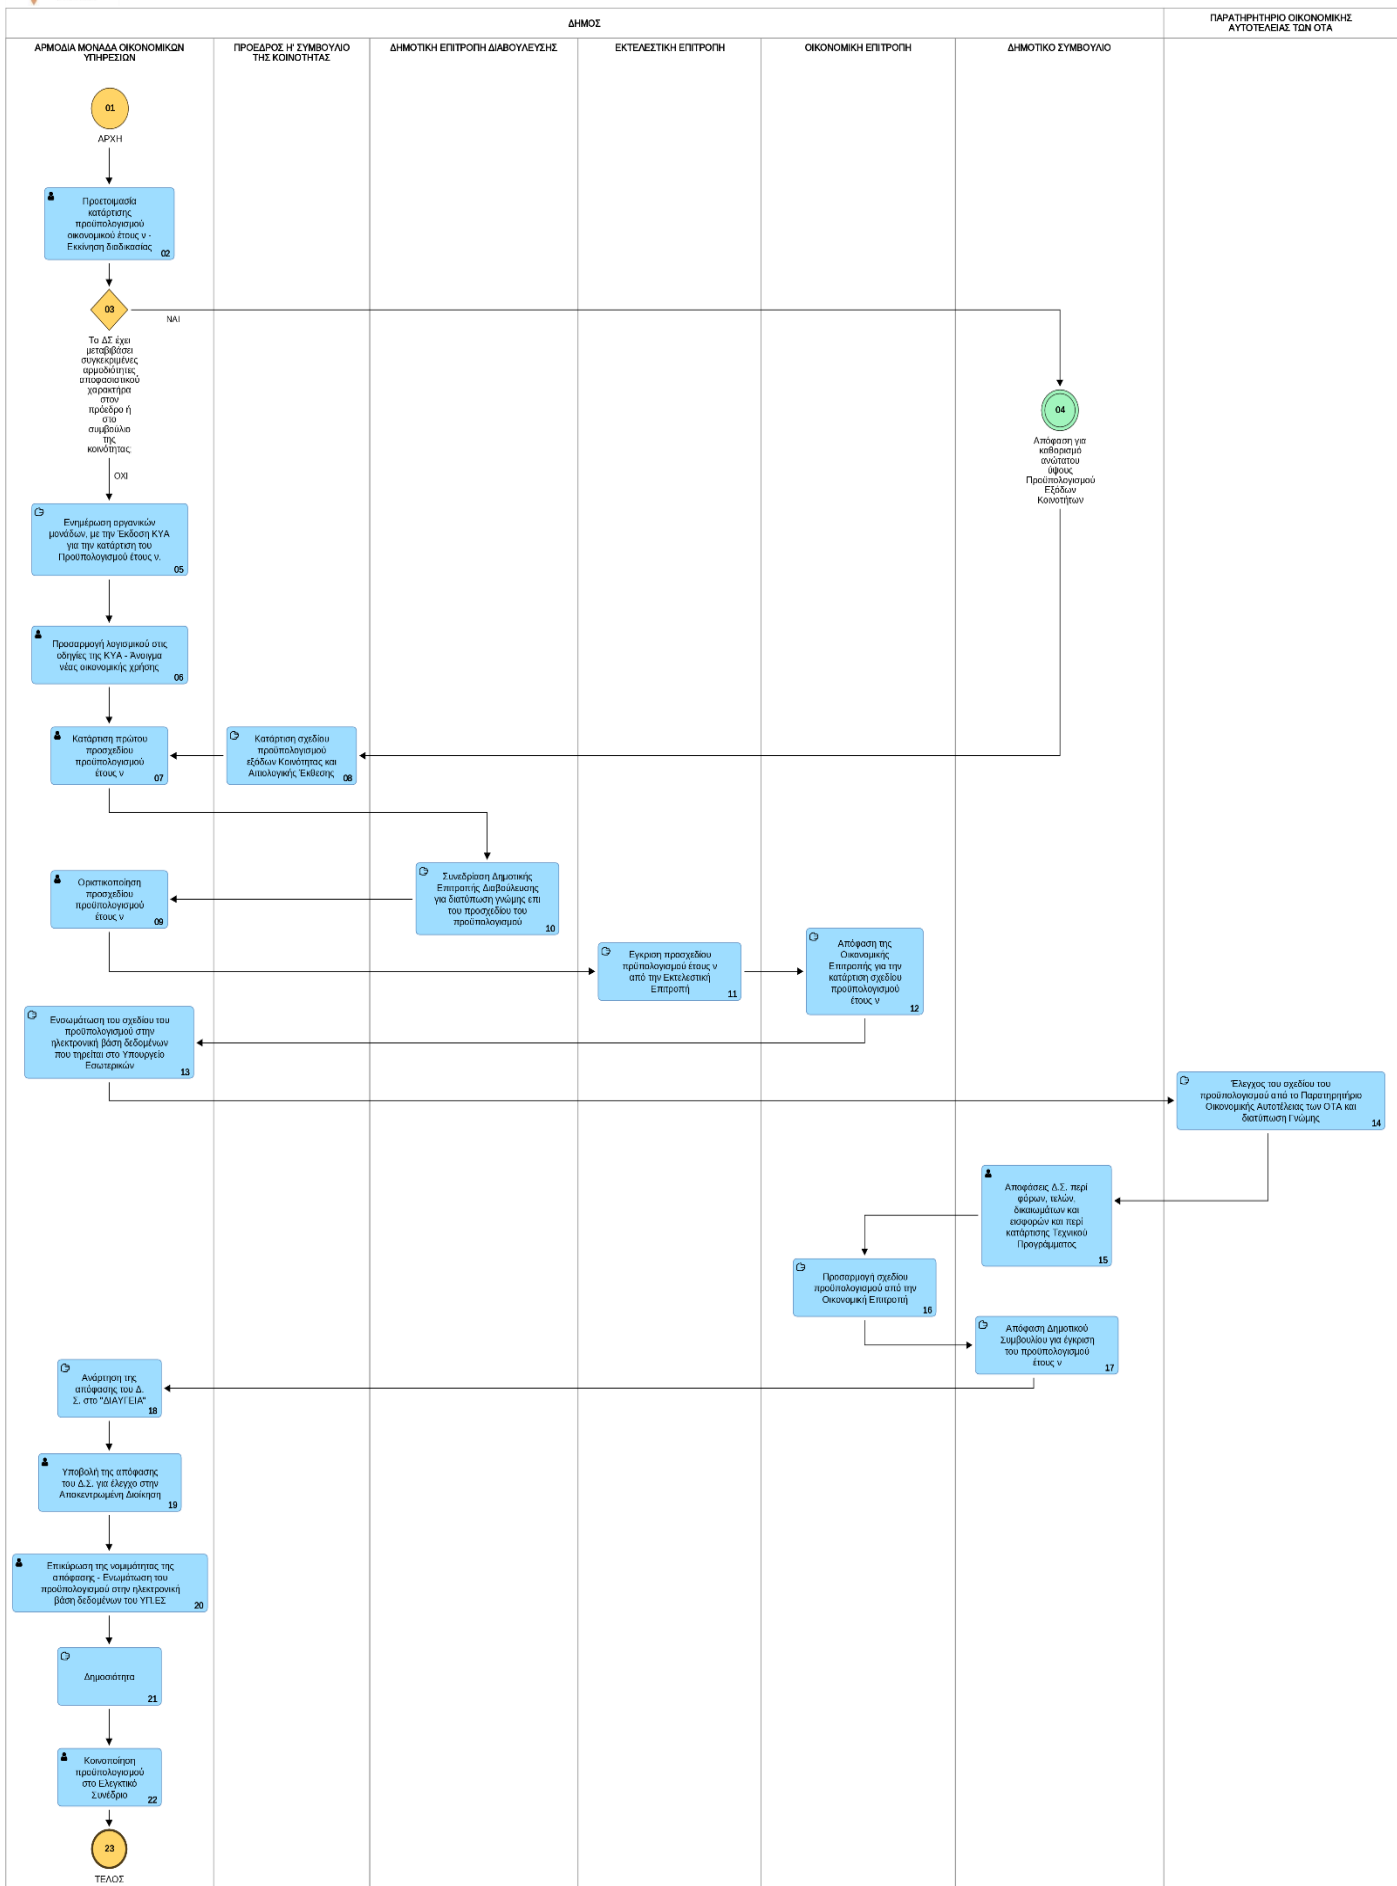 ΔΗΜΟΣ
ΠΑΡΑΤΗΡΗΤΗΡΙΟ ΟΙΚΟΝΟΜΙΚΗΣ
ΑΥΤΟΤΕΛΕΙΑΣ ΤΩΝ ΟΤΑ
ΑΡΜΟΔΙΑ ΜΟΝΑΔΑ ΟΙΚΟΝΟΜΙΚΩΝ
ΥΠΗΡΕΣΙΩΝ
ΠΡΟΕΔΡΟΣ Η' ΣΥΜΒΟΥΛΙΟ
ΤΗΣ ΚΟΙΝΟΤΗΤΑΣ
ΔΗΜΟΤΙΚΗ ΕΠΙΤΡΟΠΗ ΔΙΑΒΟΥΛΕΥΣΗΣ
ΕΚΤΕΛΕΣΤΙΚΗ ΕΠΙΤΡΟΠΗ
ΟΙΚΟΝΟΜΙΚΗ ΕΠΙΤΡΟΠΗ
ΔΗΜΟΤΙΚΟ ΣΥΜΒΟΥΛΙΟ
01
ΑΡΧΗ
Προετοιμασία
κατάρτισης
προϋπολογισμού
οικονομικού έτους ν -
Εκκίνηση διαδικασίας
02
03
ΝΑΙ
Το ΔΣ έχει
μεταβιβάσει
συγκεκριμένες
αρμοδιότητες
αποφασιστικού
χαρακτήρα
στον
πρόεδρο ή
στο
συμβούλιο
της
κοινότητας;
ΟΧΙ
04
Απόφαση για
καθορισμό
ανώτατου
ύψους
Προϋπολογισμού
Εξόδων
Κοινοτήτων
Ενημέρωση οργανικών
μονάδων, με την Έκδοση ΚΥΑ
για την κατάρτιση του
Προϋπολογισμού έτους ν.
05
Προσαρμογή λογισμικού στις
οδηγίες της ΚΥΑ - Άνοιγμα
νέας οικονομικής χρήσης
06
Κατάρτιση πρώτου
προσχεδίου
προϋπολογισμού
έτους ν
07
Κατάρτιση σχεδίου
προϋπολογισμού
εξόδων Κοινότητας και
Αιτιολογικής Έκθεσης
08
Οριστικοποίηση
προσχεδίου
προϋπολογισμού
έτους ν
09
Συνεδρίαση Δημοτικής
Επιτροπής Διαβούλευσης
για διατύπωση γνώμης επι
του προσχεδίου του
προϋπολογισμού
10
Εγκριση προσχεδίου
πρϋπολογισμού έτους ν
από την Εκτελεστική
Επιτροπή
11
Απόφαση της
Οικονομικής
Επιτροπής για την
κατάρτιση σχεδίου
προϋπολογισμού
έτους ν
12
Ενσωμάτωση του σχεδίου του
προϋπολογισμού στην
ηλεκτρονική βάση δεδομένων
που τηρείται στο Υπουργείο
Εσωτερικών
13
Έλεγχος του σχεδίου του
προϋπολογισμού από το Παρατηρητήριο
Οικονομικής Αυτοτέλειας των ΟΤΑ και
διατύπωση Γνώμης
14
Αποφάσεις Δ.Σ. περί
φόρων, τελών,
δικαιωμάτων και
εισφορών και περί
κατάρτισης Τεχνικού
Προγράμματος
15
Προσαρμογή σχεδίου
προϋπολογισμού από την
Οικονομική Επιτροπή
16
Απόφαση Δημοτικού
Συμβουλίου για έγκριση
του προϋπολογισμού
έτους ν
17
Ανάρτηση της
απόφασης του Δ.
Σ. στο "ΔΙΑΥΓΕΙΑ"
18
Υποβολή της απόφασης
του Δ.Σ. για έλεγχο στην
Αποκεντρωμένη Διοίκηση
19
Επικύρωση της νομιμότητας της
απόφασης - Ενωμάτωση του
προϋπολογισμού στην ηλεκτρονική
βάση δεδομένων του ΥΠ.ΕΣ
20
Δημοσιότητα
21
Κοινοποίηση
προϋπολογισμού
στο Ελεγκτικό
Συνέδριο
22
23
ΤΕΛΟΣ